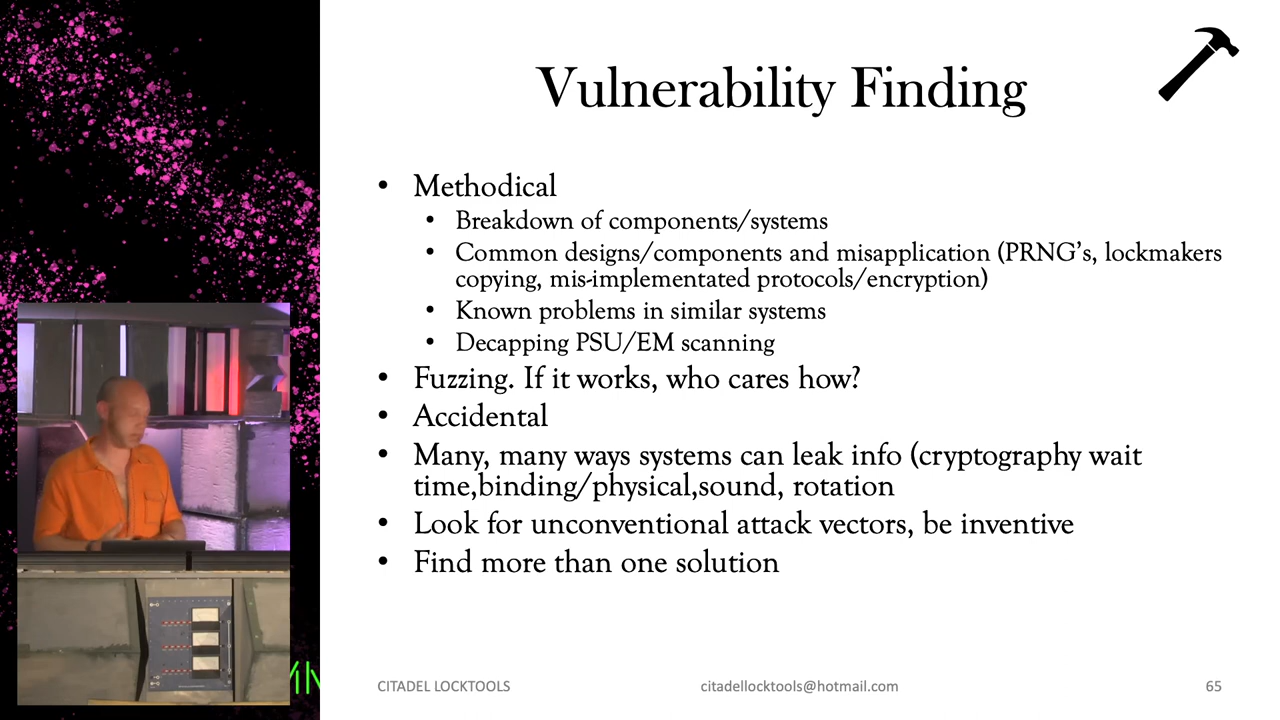 Vulnerability Finding
• Methodical
• Breakdown of components/systems
• Common designs/components and misapplication (PRNG's, lockmakers
copying, mis-implementated protocols/encryption)
• Known problems in similar systems
• Decapping PSU/EM scanning
• Fuzzing. If it works, who cares how?
• Accidental
• Many, many ways systems can leak info (cryptography wait
time,binding/physical,sound, rotation
• Look for unconventional attack vectors, be inventive
• Find more than one solution
CITADEL LOCKTOOLS
citadellocktools@hotmail.com
65